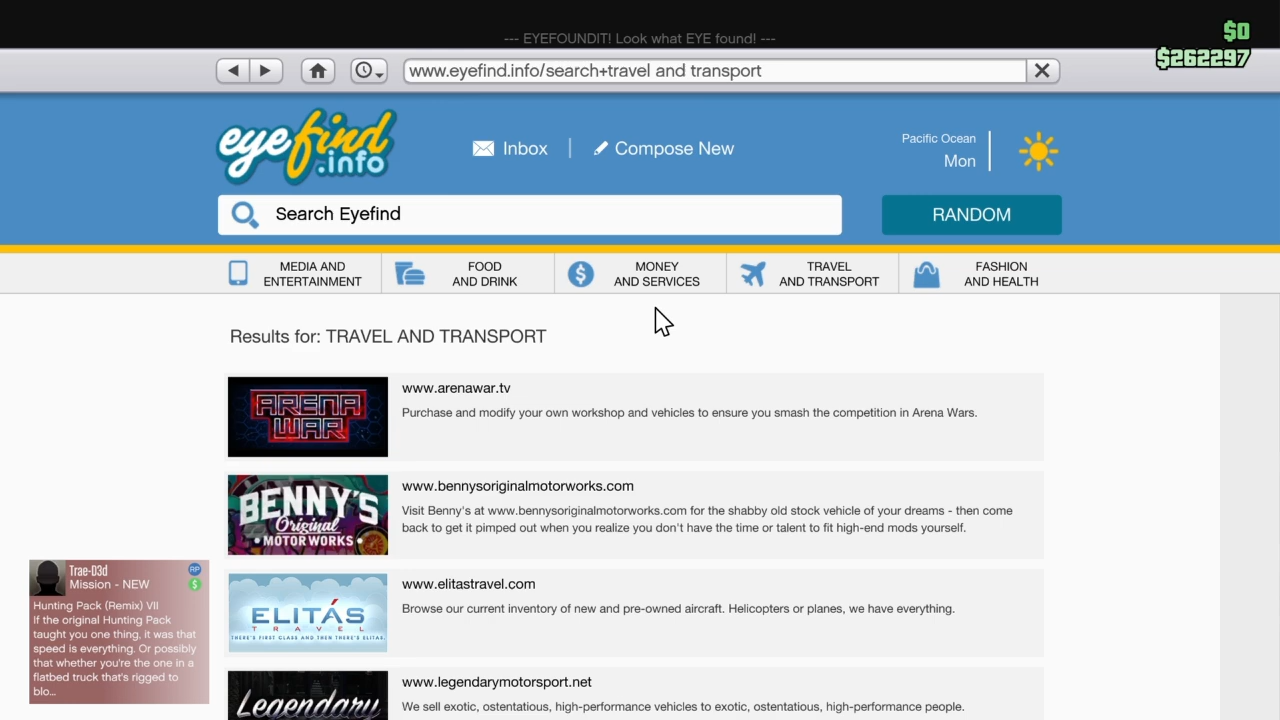 --- EYEFOUNDIT! Look what EYE found! ---
$0
$262297
www.eyefind.info/search+travel and transport
eyefind.info
Inbox
Compose New
Pacific Ocean
Mon
Search Eyefind
RANDOM
MEDIA AND
ENTERTAINMENT
FOOD
AND DRINK
MONEY
AND SERVICES
TRAVEL
AND TRANSPORT
FASHION
AND HEALTH
Results for: TRAVEL AND TRANSPORT
ARENA
WAR
www.arenawar.tv
Purchase and modify your own workshop and vehicles to ensure you smash the competition in Arena Wars.
BENNY'S
Original
MOTOR WORKS
www.bennysoriginalmotorworks.com
Visit Benny's at www.bennysoriginalmotorworks.com for the shabby old stock vehicle of your dreams - then come
back to get it pimped out when you realize you don't have the time or talent to fit high-end mods yourself.
ELITÁS
TRAVEL
THERE'S FIRST CLASS AND THEN THERE'S ELITAS.
www.elitastravel.com
Browse our current inventory of new and pre-owned aircraft. Helicopters or planes, we have everything.
Legendary
www.legendarymotorsport.net
We sell exotic, ostentatious, high-performance vehicles to exotic, ostentatious, high-performance people.
Trae-D3d
RP
Mission - NEW
$
Hunting Pack (Remix) VII
If the original Hunting Pack
taught you one thing, it was that
speed is everything. Or possibly
that whether you're the one in a
flatbed truck that's rigged to
blo...